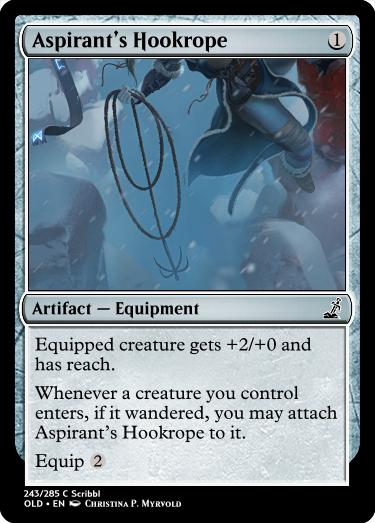 Aspirant's Hookrope 1
Artifact — Equipment
Equipped creature gets +2/+0 and
has reach.
Whenever a creature you control
enters, if it wandered, you may attach
Aspirant's Hookrope to it.
Equip 2
243/285 C Scribbl
OLD • EN Christina P. Myrvold